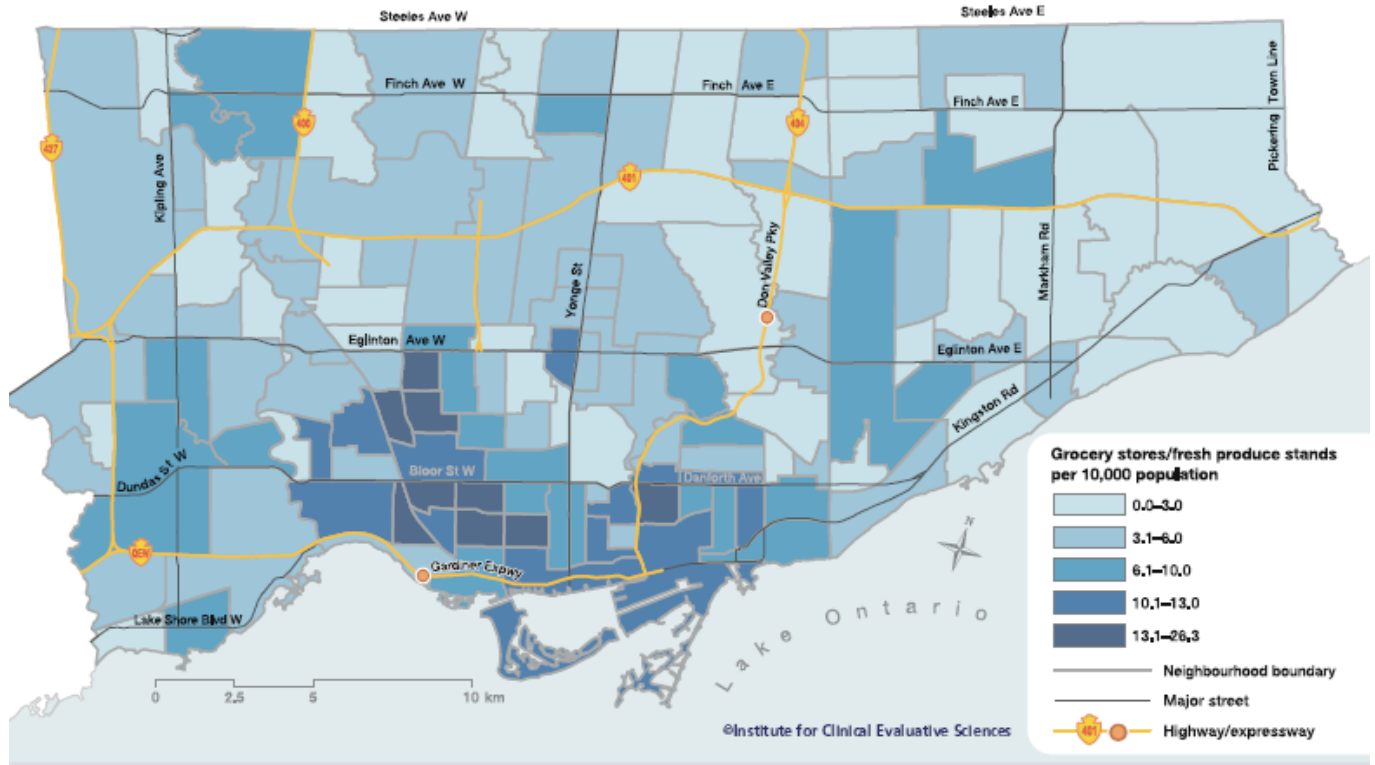 Steeles Ave W
Steeles Ave E
Finch Ave W
Finch Ave E
Finch Ave E
Pickering Town Line
427
400
404
401
Kipling Ave
Yonge St
Don Valley Pky
Markham Rd
Eglinton Ave W
Eglinton Ave E
Kingston Rd
Dundas St W
Bloor St W
Danforth Ave
QEW
Gardiner Expwy
Lake Shore Blvd W
Lake Ontario
N
0 2.5 5 10 km
©Institute for Clinical Evaluative Sciences
Grocery stores/fresh produce stands
per 10,000 population
0.0–3.0
3.1–6.0
6.1–10.0
10.1–13.0
13.1–26.3
Neighbourhood boundary
Major street
401 Highway/expressway